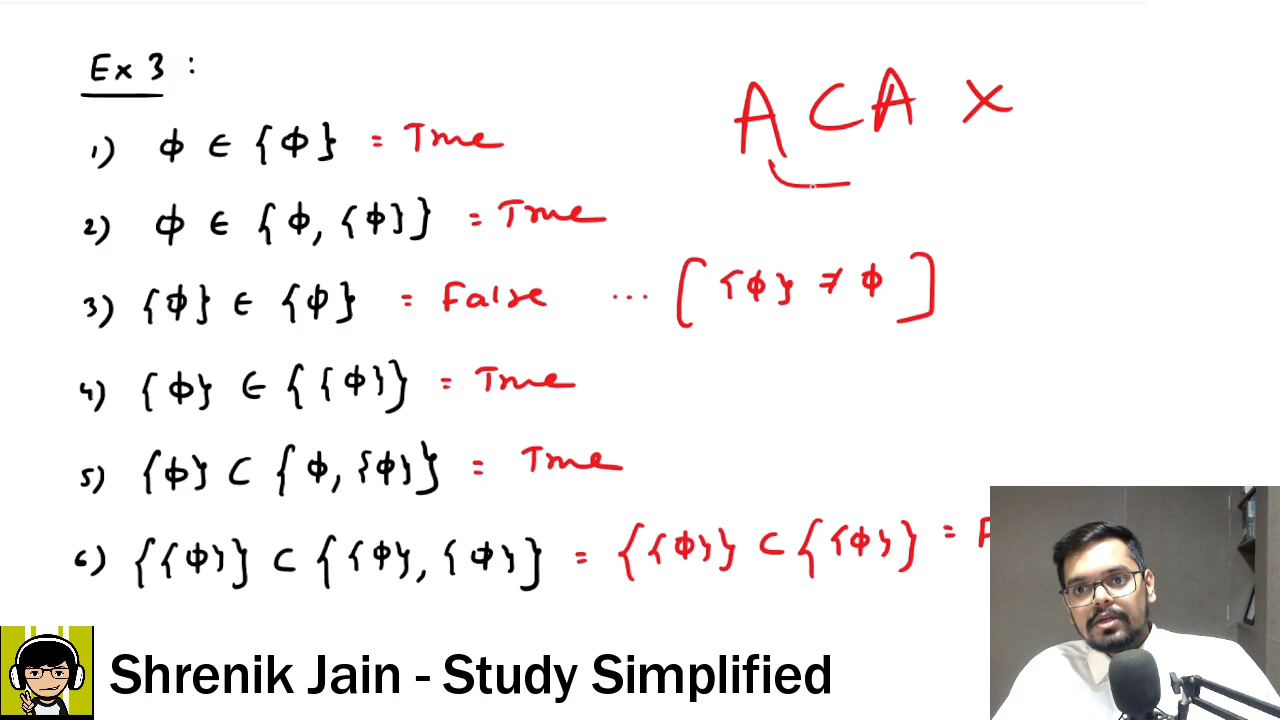 Ex 3 :
A ⊂ A ×
1) ϕ ∈ {ϕ} = True
2) ϕ ∈ {ϕ, {ϕ}} = True
3) {ϕ} ∈ {ϕ} = False ... [{ϕ} ≠ ϕ]
4) {ϕ} ∈ {{ϕ}} = True
5) {ϕ} ⊂ {ϕ, {ϕ}} = True
6) {{ϕ}} ⊂ {{ϕ}, {ϕ}} = {{ϕ}} ⊂ {{ϕ}} = F
Shrenik Jain - Study Simplified